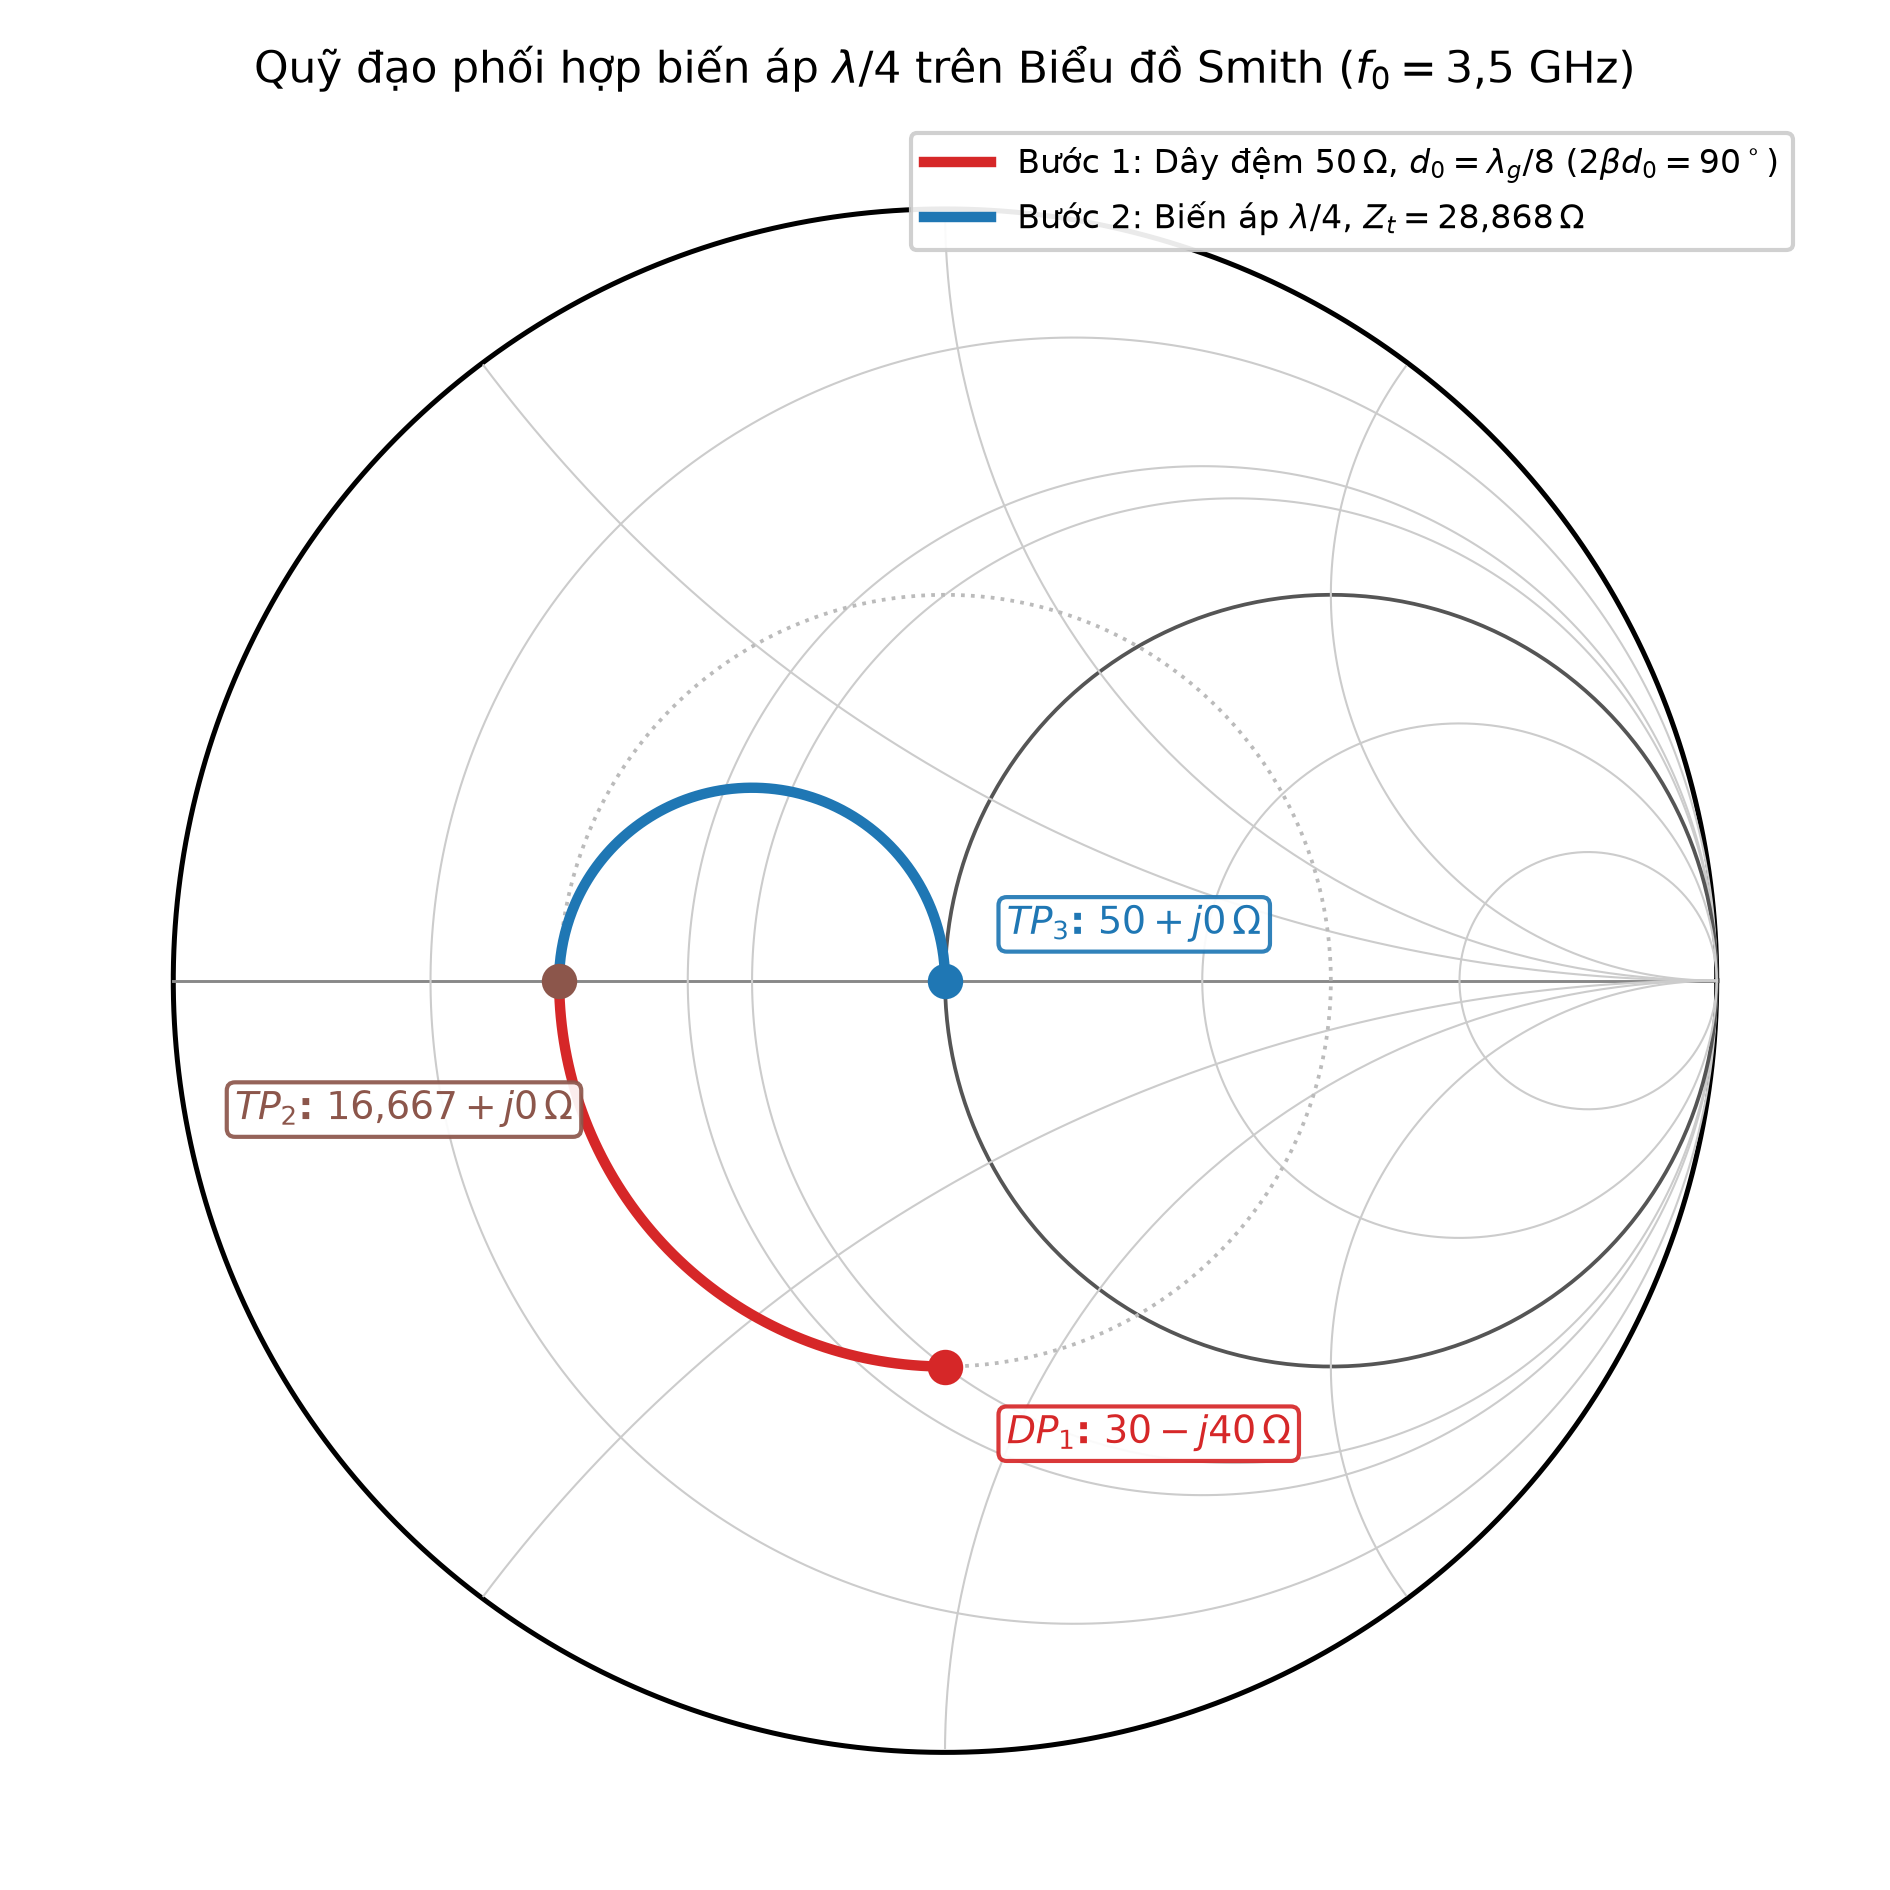 Quỹ đạo phối hợp biến áp λ/4 trên Biểu đồ Smith (f₀ = 3,5 GHz)
Bước 1: Dây đệm 50 Ω, d₀ = λ_g/8 (2βd₀ = 90°)
Bước 2: Biến áp λ/4, Z_t = 28,868 Ω
TP₃: 50 + j0 Ω
TP₂: 16,667 + j0 Ω
DP₁: 30 − j40 Ω